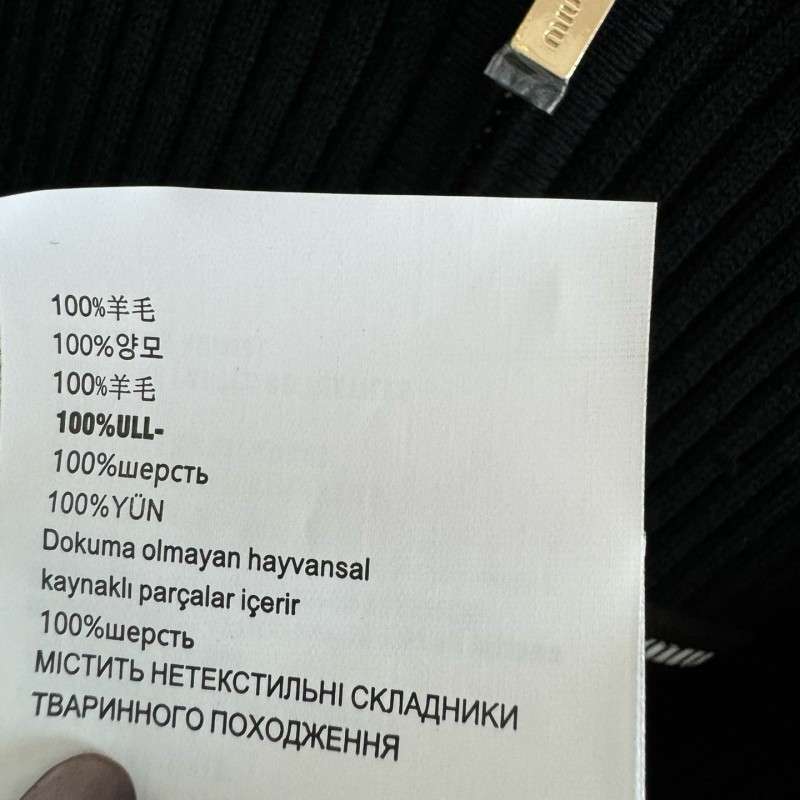 100%羊毛
100%양모
100%羊毛
100%ULL-
100%шерсть
100%YÜN
Dokuma olmayan hayvansal
kaynaklı parçalar içerir
100%шерсть
МІСТИТЬ НЕТЕКСТИЛЬНІ СКЛАДНИКИ
ТВАРИННОГО ПОХОДЖЕННЯ